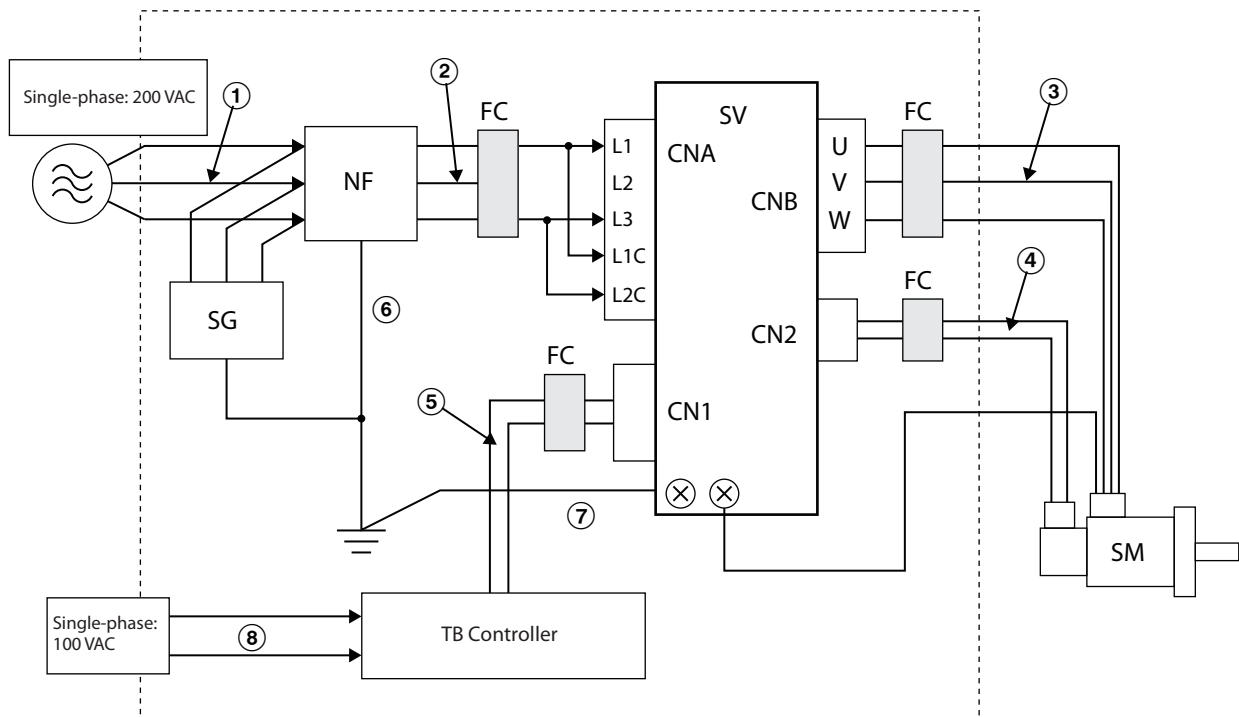 Single-phase: 200 VAC
1
2
3
4
5
6
7
8
NF
SG
FC
L1
L2
L3
L1C
L2C
SV
CNA
CNB
CN2
CN1
U
V
W
FC
FC
FC
SM
Single-phase:
100 VAC
TB Controller